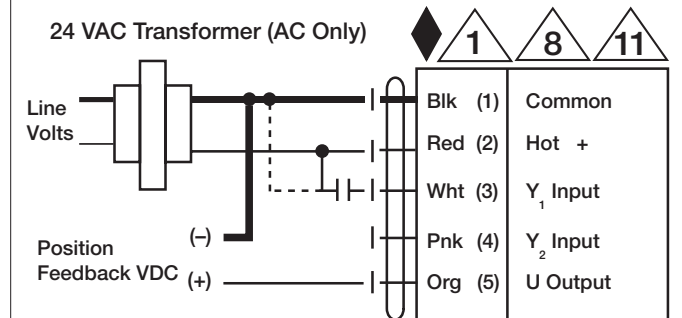 24 VAC Transformer (AC Only)
1 8 11
Line
Volts
Blk (1) Common
Red (2) Hot +
Wht (3) Y1 Input
Pnk (4) Y2 Input
Org (5) U Output
Position
Feedback VDC
(–)
(+)